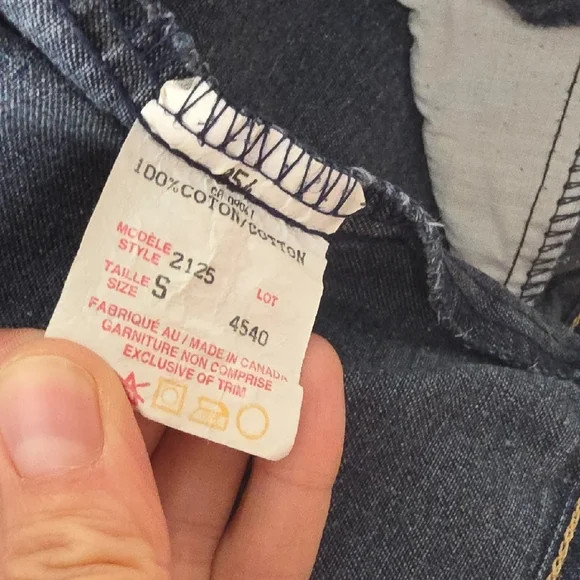 100% COTON/COTTON
MODÈLE
STYLE 2125
TAILLE
SIZE S
LOT
4540
FABRIQUÉ AU / MADE IN CANADA
GARNITURE NON COMPRISE
EXCLUSIVE OF TRIM